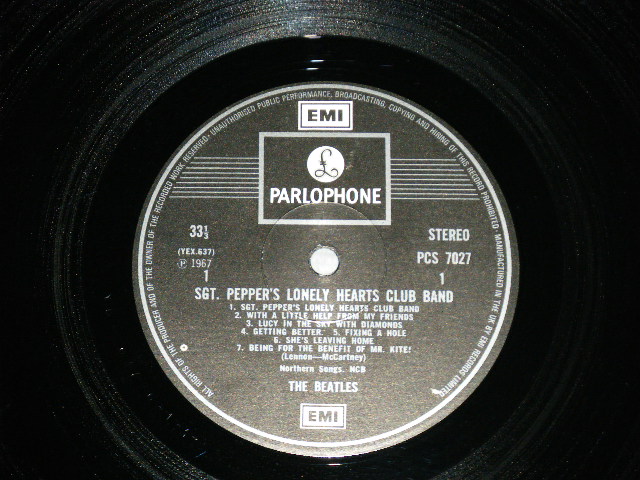 UNAUTHORISED PUBLIC PERFORMANCE, BROADCASTING, COPYING AND HIRING OF THIS RECORD PROHIBITED · MANUFACTURED IN THE UK BY EMI RECORDS LIMITED
ALL RIGHTS OF THE PRODUCER AND OF THE OWNER OF THE RECORDED WORK RESERVED ·
EMI
£
PARLOPHONE
33⅓
STEREO
(YEX.637)
PCS 7027
℗ 1967
1
1
SGT. PEPPER'S LONELY HEARTS CLUB BAND
1. SGT. PEPPER'S LONELY HEARTS CLUB BAND
2. WITH A LITTLE HELP FROM MY FRIENDS
3. LUCY IN THE SKY WITH DIAMONDS
4. GETTING BETTER 5. FIXING A HOLE
6. SHE'S LEAVING HOME
7. BEING FOR THE BENEFIT OF MR. KITE!
(Lennon—McCartney)
Northern Songs. NCB
THE BEATLES
EMI